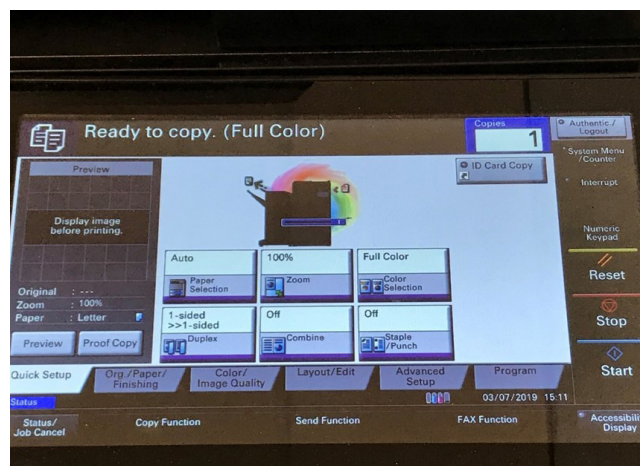 Ready to copy. (Full Color)
Copies
1
Authentic./
Logout
System Menu
/Counter
Interrupt
Numeric
Keypad
Reset
Stop
Start
Accessibili
Display
ID Card Copy
Preview
Display image
before printing.
Original : ---
Zoom : 100%
Paper : Letter
Preview
Proof Copy
Auto
Paper
Selection
100%
Zoom
Full Color
Color
Selection
1-sided
>>1-sided
Duplex
Off
Combine
Off
Staple
/Punch
Quick Setup
Org./Paper/
Finishing
Color/
Image Quality
Layout/Edit
Advanced
Setup
Program
Status
03/07/2019 15:11
Status/
Job Cancel
Copy Function
Send Function
FAX Function